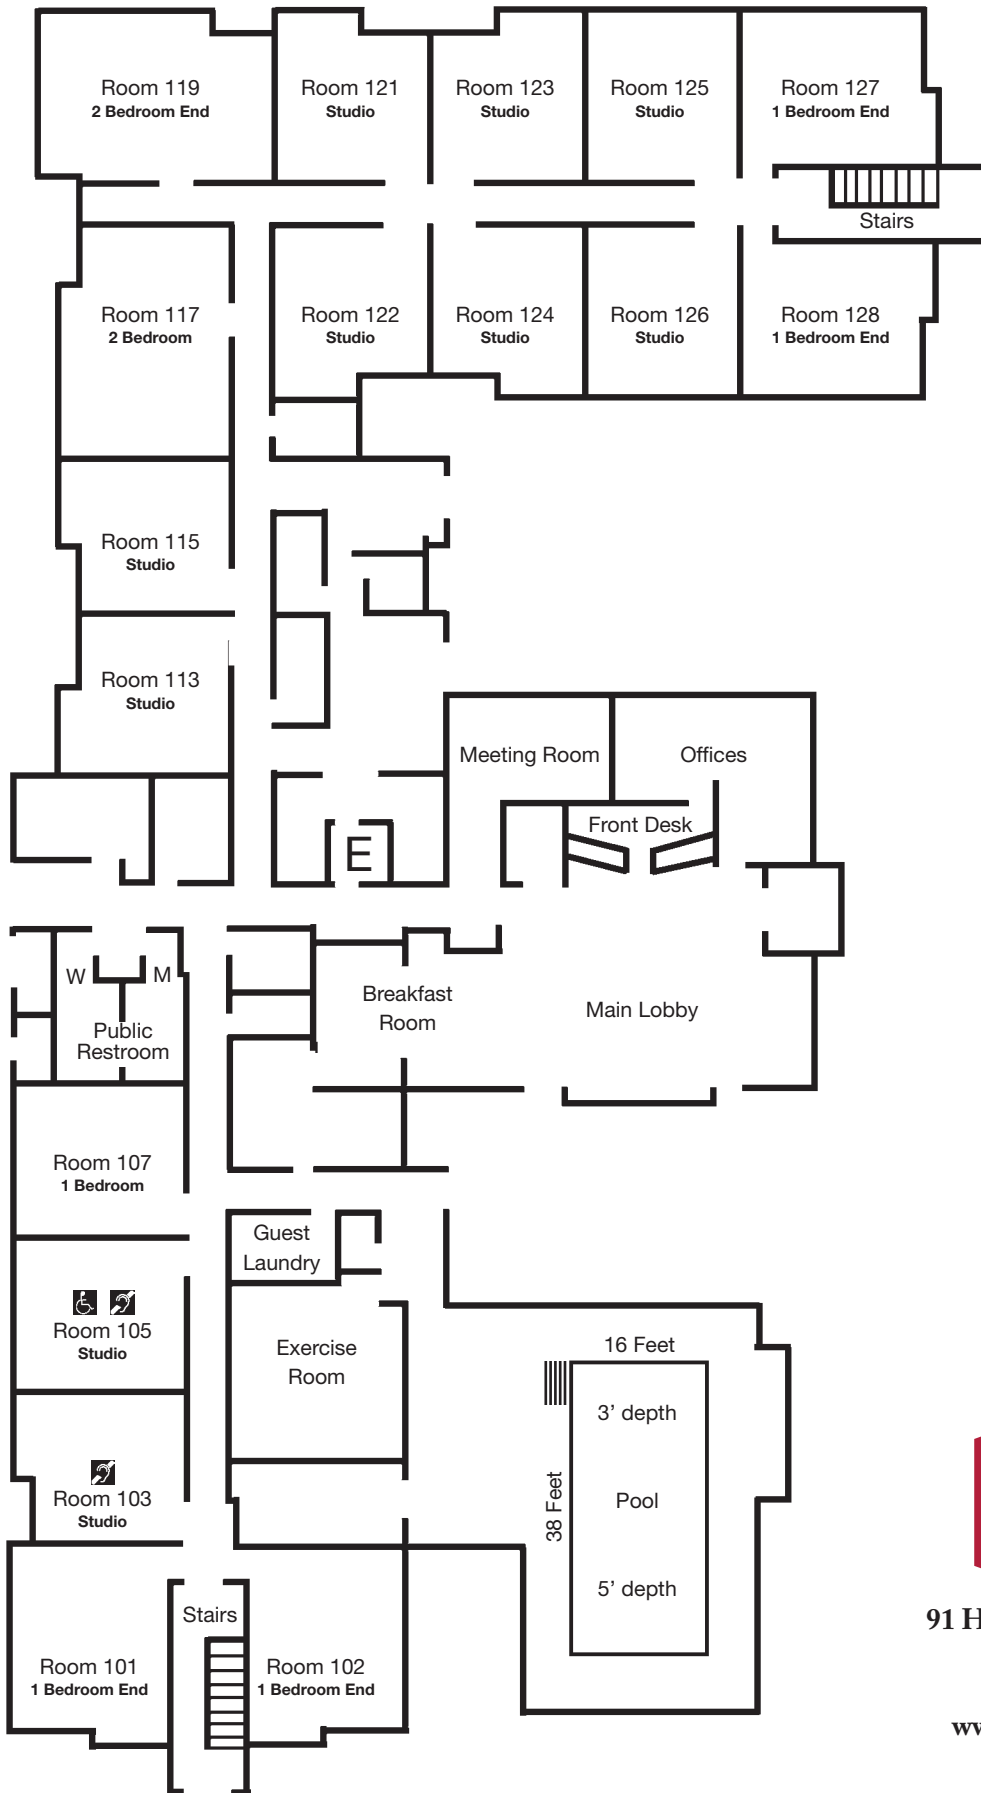 Room 119
2 Bedroom End
Room 121
Studio
Room 123
Studio
Room 125
Studio
Room 127
1 Bedroom End
Stairs
Room 117
2 Bedroom
Room 122
Studio
Room 124
Studio
Room 126
Studio
Room 128
1 Bedroom End
Room 115
Studio
Room 113
Studio
Meeting Room
Offices
Front Desk
E
W
M
Public
Restroom
Breakfast
Room
Main Lobby
Room 107
1 Bedroom
Guest
Laundry
Room 105
Studio
Exercise
Room
16 Feet
3' depth
38 Feet
Pool
5' depth
Room 103
Studio
Stairs
Room 101
1 Bedroom End
Room 102
1 Bedroom End
91 H